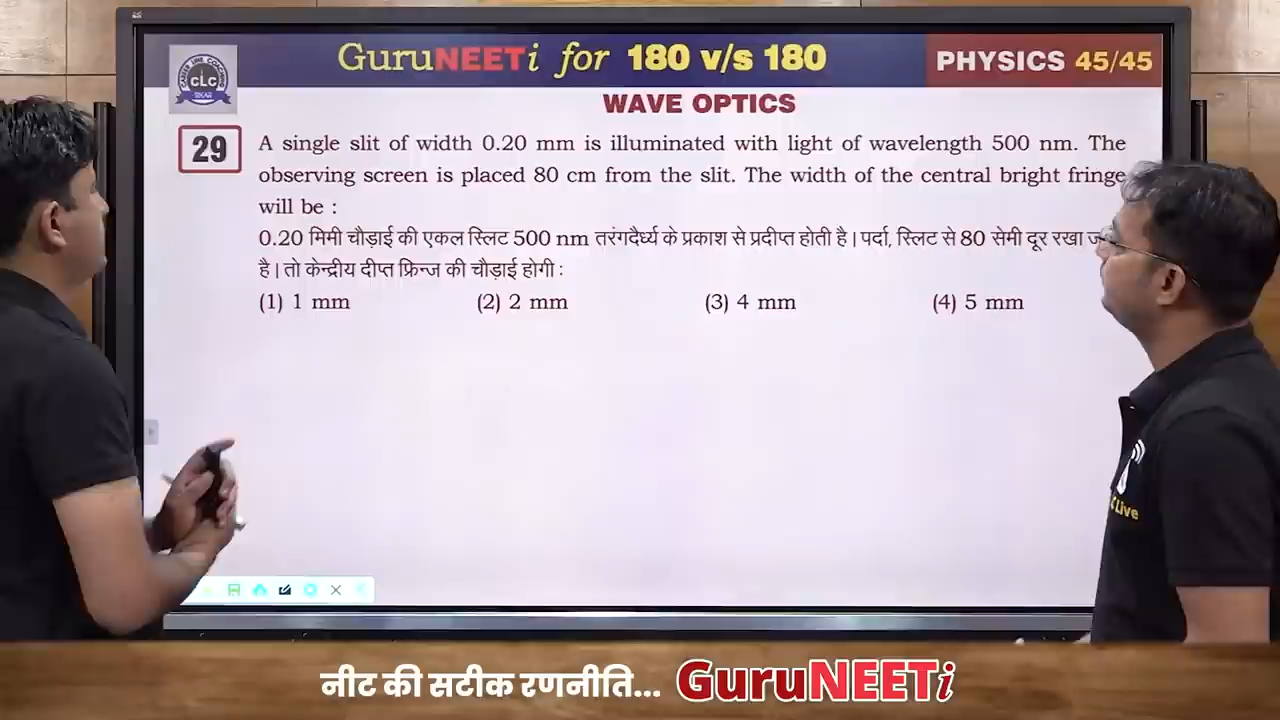 GuruNEETi for 180 v/s 180
PHYSICS 45/45
CLC
SIKAR
WAVE OPTICS
29
A single slit of width 0.20 mm is illuminated with light of wavelength 500 nm. The
observing screen is placed 80 cm from the slit. The width of the central bright fringe
will be :
0.20 मिमी चौड़ाई की एकल स्लिट 500 nm तरंगदैर्ध्य के प्रकाश से प्रदीप्त होती है। पर्दा, स्लिट से 80 सेमी दूर रखा
है। तो केन्द्रीय दीप्त फ्रिन्ज की चौड़ाई होगी :
(1) 1 mm (2) 2 mm (3) 4 mm (4) 5 mm
Live
नीट की सटीक रणनीति... GuruNEETi